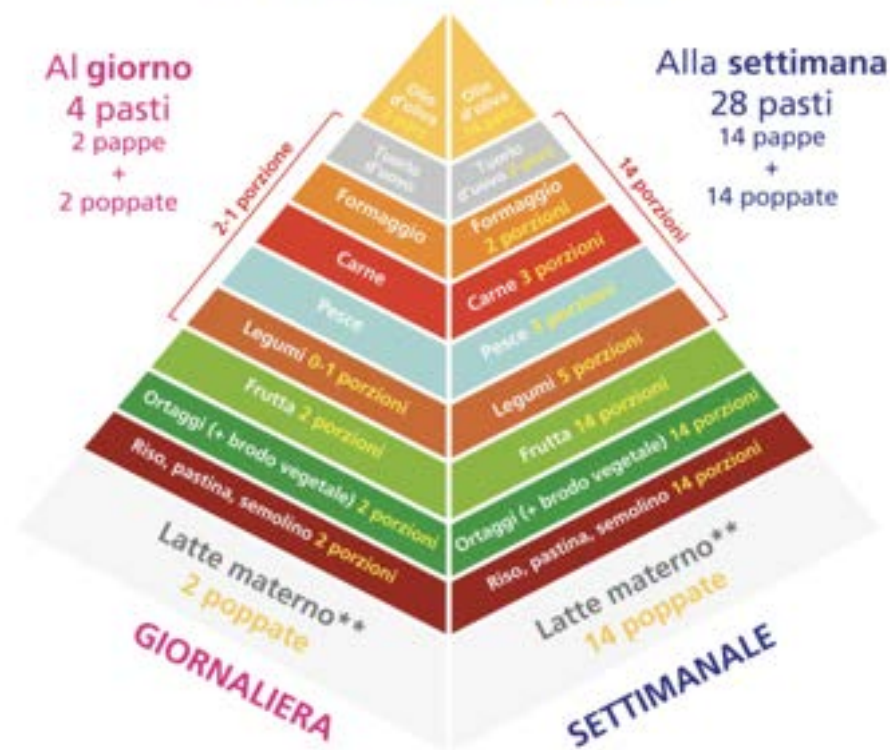 Al giorno
4 pasti
2 pappe
+
2 poppate
Alla settimana
28 pasti
14 pappe
+
14 poppate
2-1 porzione
Olio
d'oliva
Tuorlo
d'uovo
Formaggio
Carne
Pesce
Legumi 0-1 porzioni
Frutta 2 porzioni
Ortaggi (+ brodo vegetale) 2 porzioni
Riso, pastina, semolino 2 porzioni
Latte materno**
2 poppate
GIORNALIERA
14 porzioni
Olio
d'oliva
Tuorlo
d'uovo
Formaggio
2 porzioni
Carne 3 porzioni
Pesce 3 porzioni
Legumi 5 porzioni
Frutta 14 porzioni
Ortaggi (+ brodo vegetale) 14 porzioni
Riso, pastina, semolino 14 porzioni
Latte materno**
14 poppate
SETTIMANALE